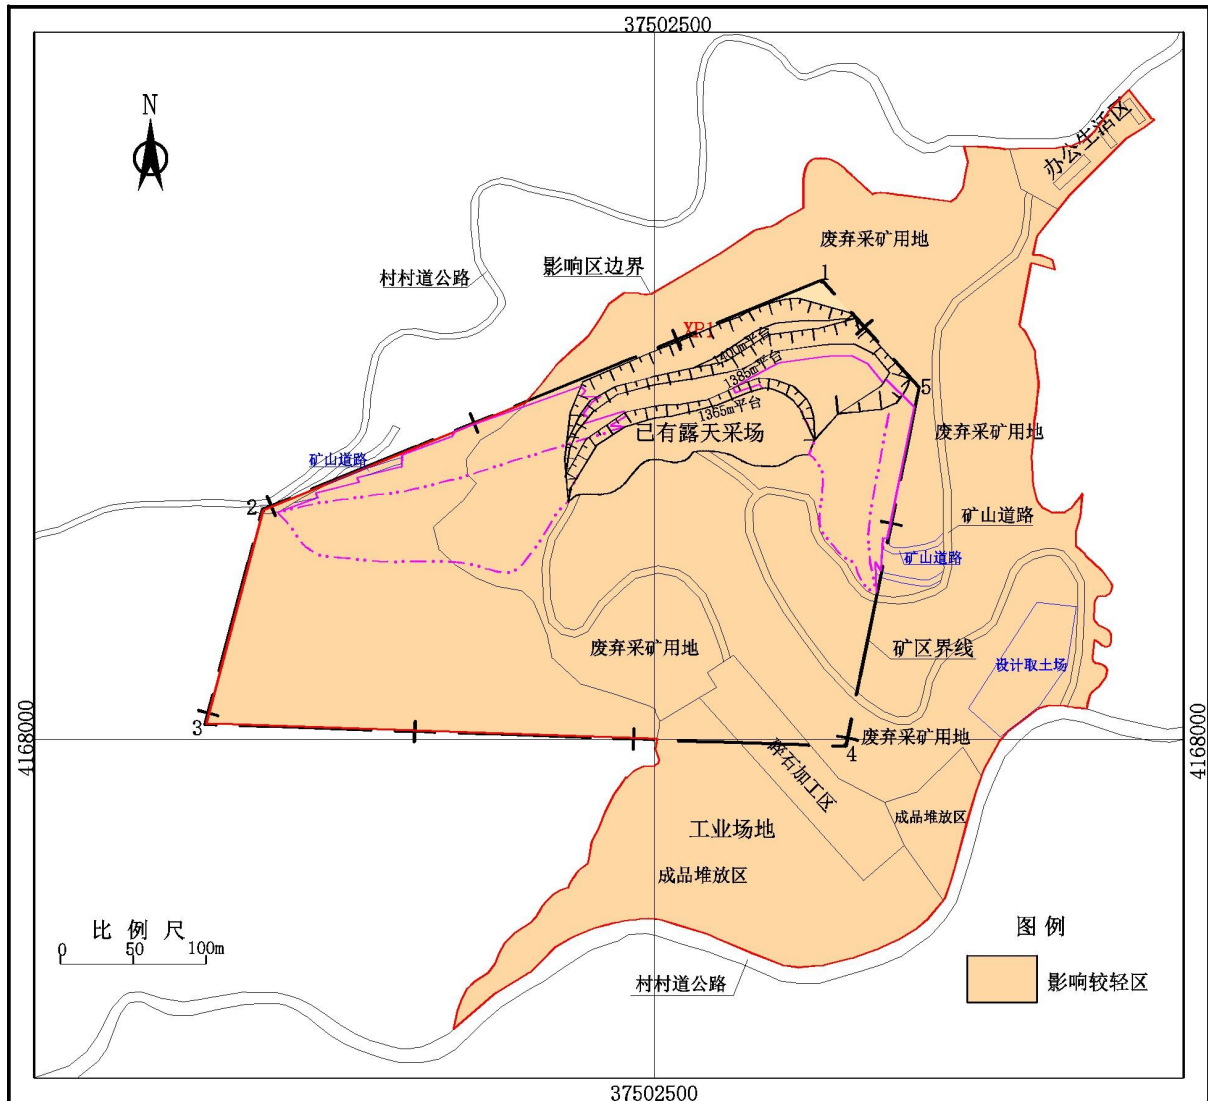 37502500
N
办公生活区
废弃采矿用地
影响区边界
村村道公路
1
XP1
1400m平台
1385m平台
1365m平台
5
已有露天采场
废弃采矿用地
矿山道路
2
矿山道路
矿山道路
废弃采矿用地
矿区界线
设计取土场
3
4168000
4168000
废弃采矿用地
4
碎石加工区
成品堆放区
工业场地
成品堆放区
比例尺
0 50 100m
图例
影响较轻区
村村道公路
37502500